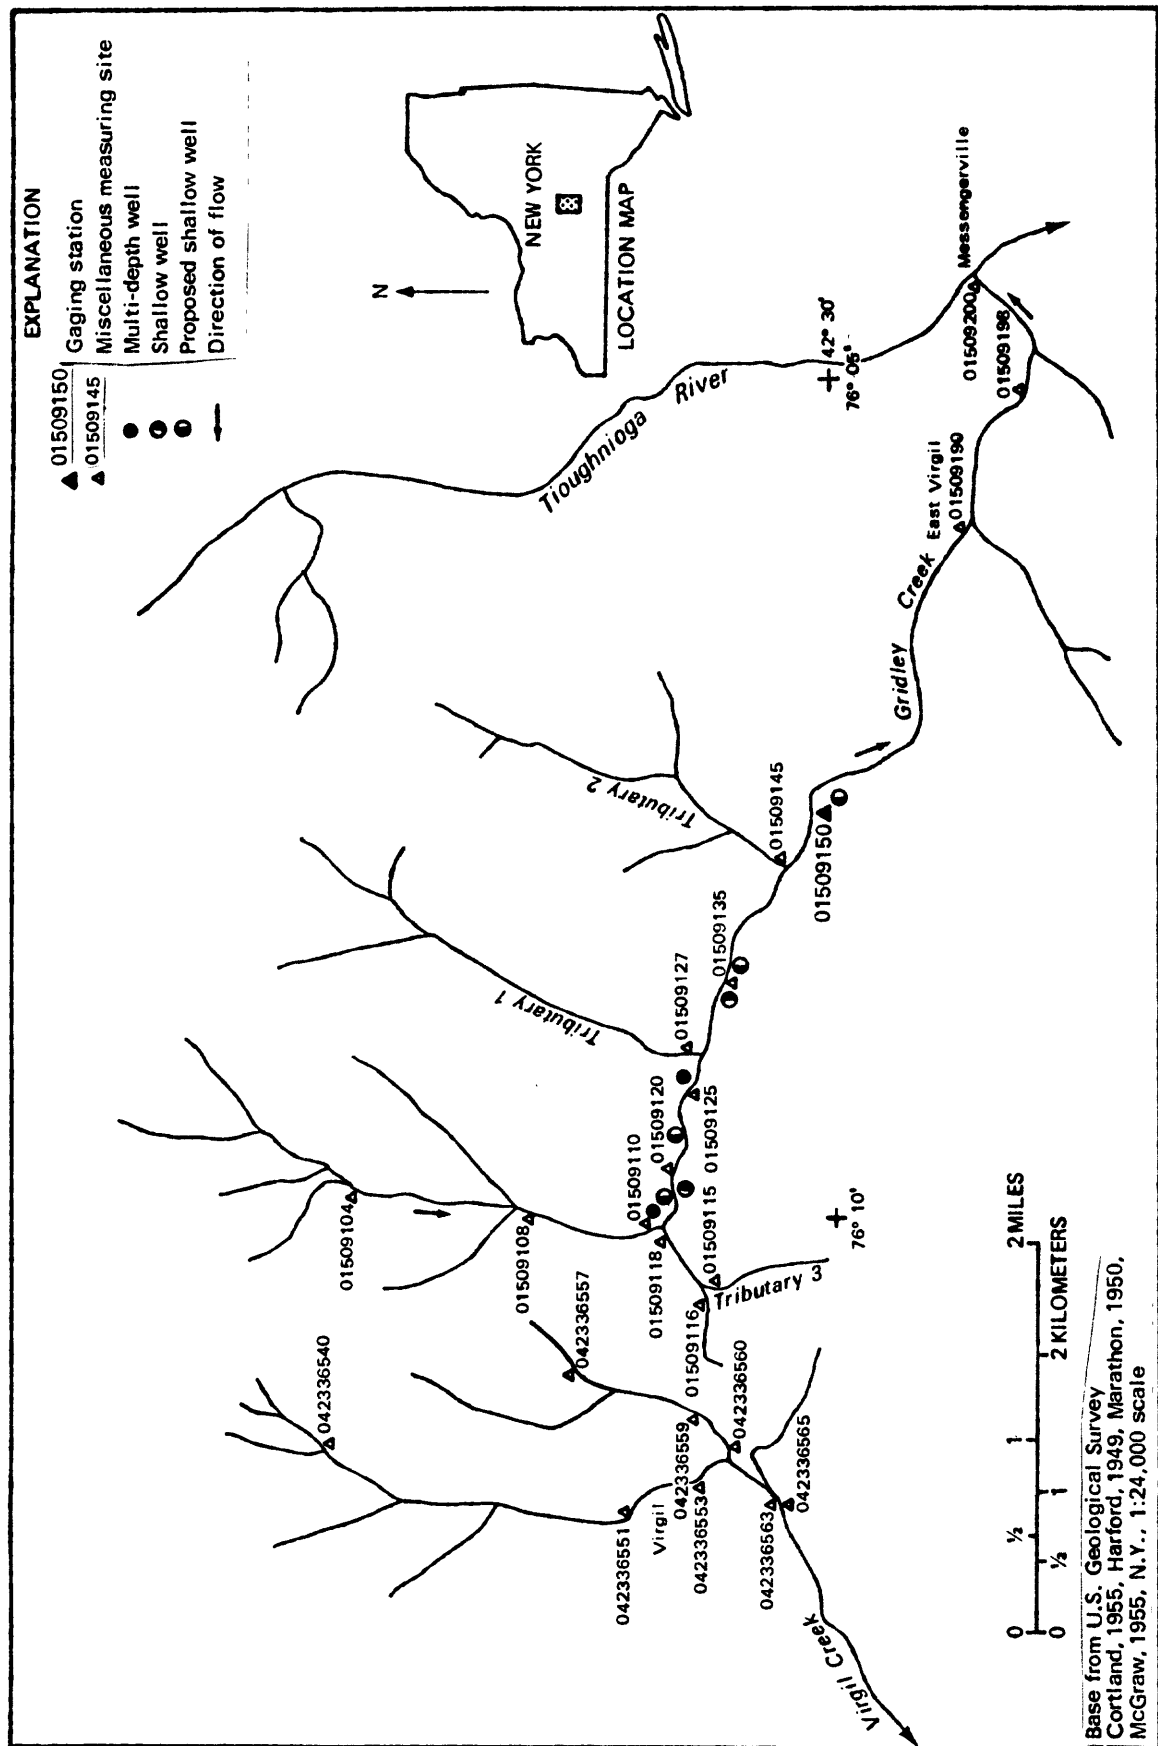 EXPLANATION
01509150 Gaging station
01509145 Miscellaneous measuring site
Multi-depth well
Shallow well
Proposed shallow well
Direction of flow
N
NEW YORK
LOCATION MAP
Tioughnioga River
42° 30'
76° 05'
Messengerville
01509200
01509198
East Virgil
01509190
Gridley Creek
Tributary 2
01509145
01509150
01509135
Tributary 1
01509127
01509120
01509125
01509110
01509104
01509108
01509118
01509115
01509116
Tributary 3
76° 10'
042336557
042336540
042336560
042336559
042336553
042336565
042336563
042336551
Virgil
Virgil Creek
0 ½ 1 2 MILES
0 ½ 1 2 KILOMETERS
Base from U.S. Geological Survey
Cortland, 1955, Harford, 1949, Marathon, 1950,
McGraw, 1955, N.Y., 1:24,000 scale